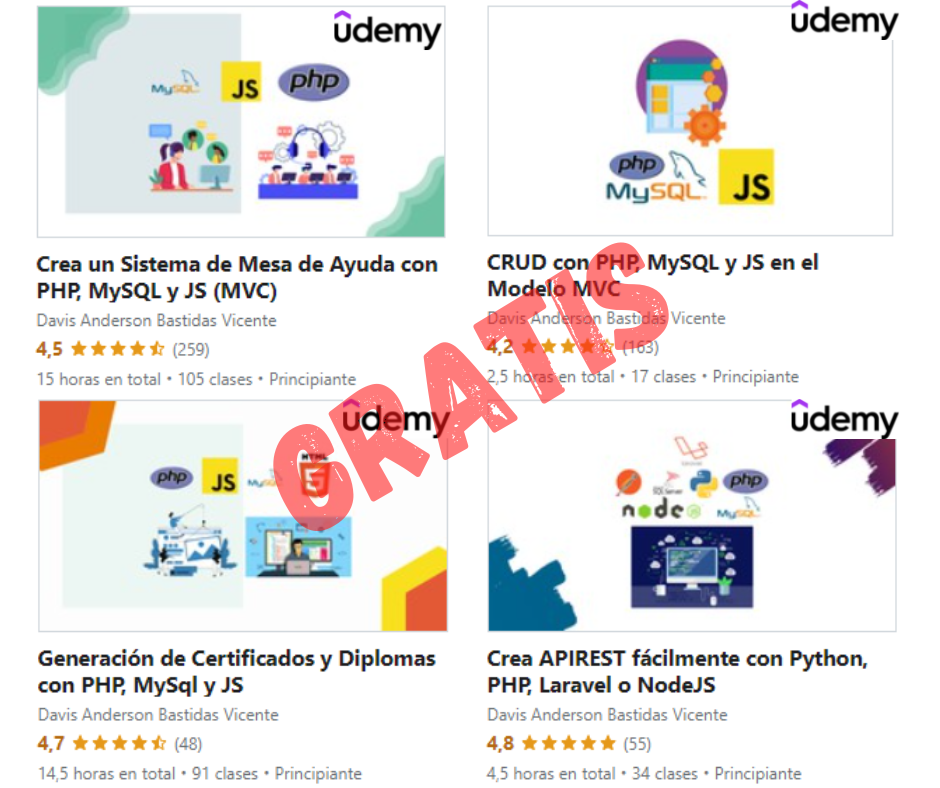 udemy
MySQL JS php
Crea un Sistema de Mesa de Ayuda con
PHP, MySQL y JS (MVC)
Davis Anderson Bastidas Vicente
4,5 (259)
15 horas en total • 105 clases • Principiante
udemy
php MySQL JS
CRUD con PHP, MySQL y JS en el
Modelo MVC
Davis Anderson Bastidas Vicente
4,2 (163)
2,5 horas en total • 17 clases • Principiante
GRATIS
udemy
php JS MySQL HTML
5
Generación de Certificados y Diplomas
con PHP, MySql y JS
Davis Anderson Bastidas Vicente
4,7 (48)
14,5 horas en total • 91 clases • Principiante
udemy
SQL Server php
node JS MySQL
Crea APIREST fácilmente con Python,
PHP, Laravel o NodeJS
Davis Anderson Bastidas Vicente
4,8 (55)
4,5 horas en total • 34 clases • Principiante